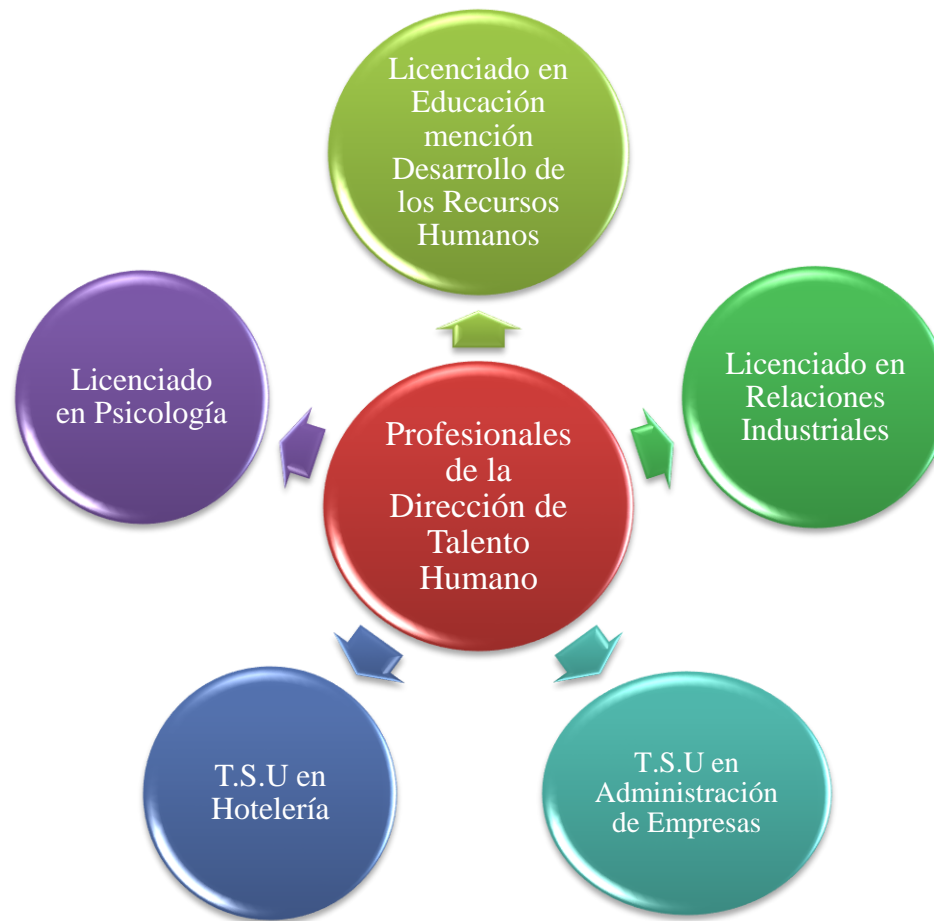 Licenciado en
Educación
mención
Desarrollo de
los Recursos
Humanos
Licenciado
en Psicología
Licenciado en
Relaciones
Industriales
Profesionales
de la
Dirección de
Talento
Humano
T.S.U en
Hotelería
T.S.U en
Administración
de Empresas